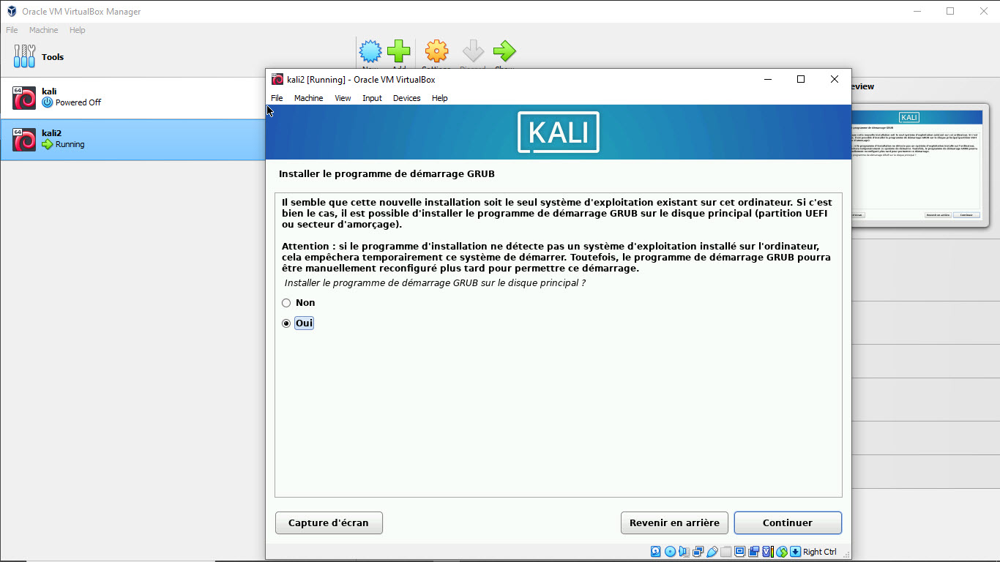 Oracle VM VirtualBox Manager
File Machine Help
Tools
kali
Powered Off
kali2
Running
kali2 [Running] - Oracle VM VirtualBox
File Machine View Input Devices Help
KALI
Installer le programme de démarrage GRUB
Il semble que cette nouvelle installation soit le seul système d'exploitation existant sur cet ordinateur. Si c'est
bien le cas, il est possible d'installer le programme de démarrage GRUB sur le disque principal (partition UEFI
ou secteur d'amorçage).
Attention : si le programme d'installation ne détecte pas un système d'exploitation installé sur l'ordinateur,
cela empêchera temporairement ce système de démarrer. Toutefois, le programme de démarrage GRUB pourra
être manuellement reconfiguré plus tard pour permettre ce démarrage.
Installer le programme de démarrage GRUB sur le disque principal ?
Non
Oui
Capture d'écran
Revenir en arrière
Continuer
Right Ctrl
eview
KALI